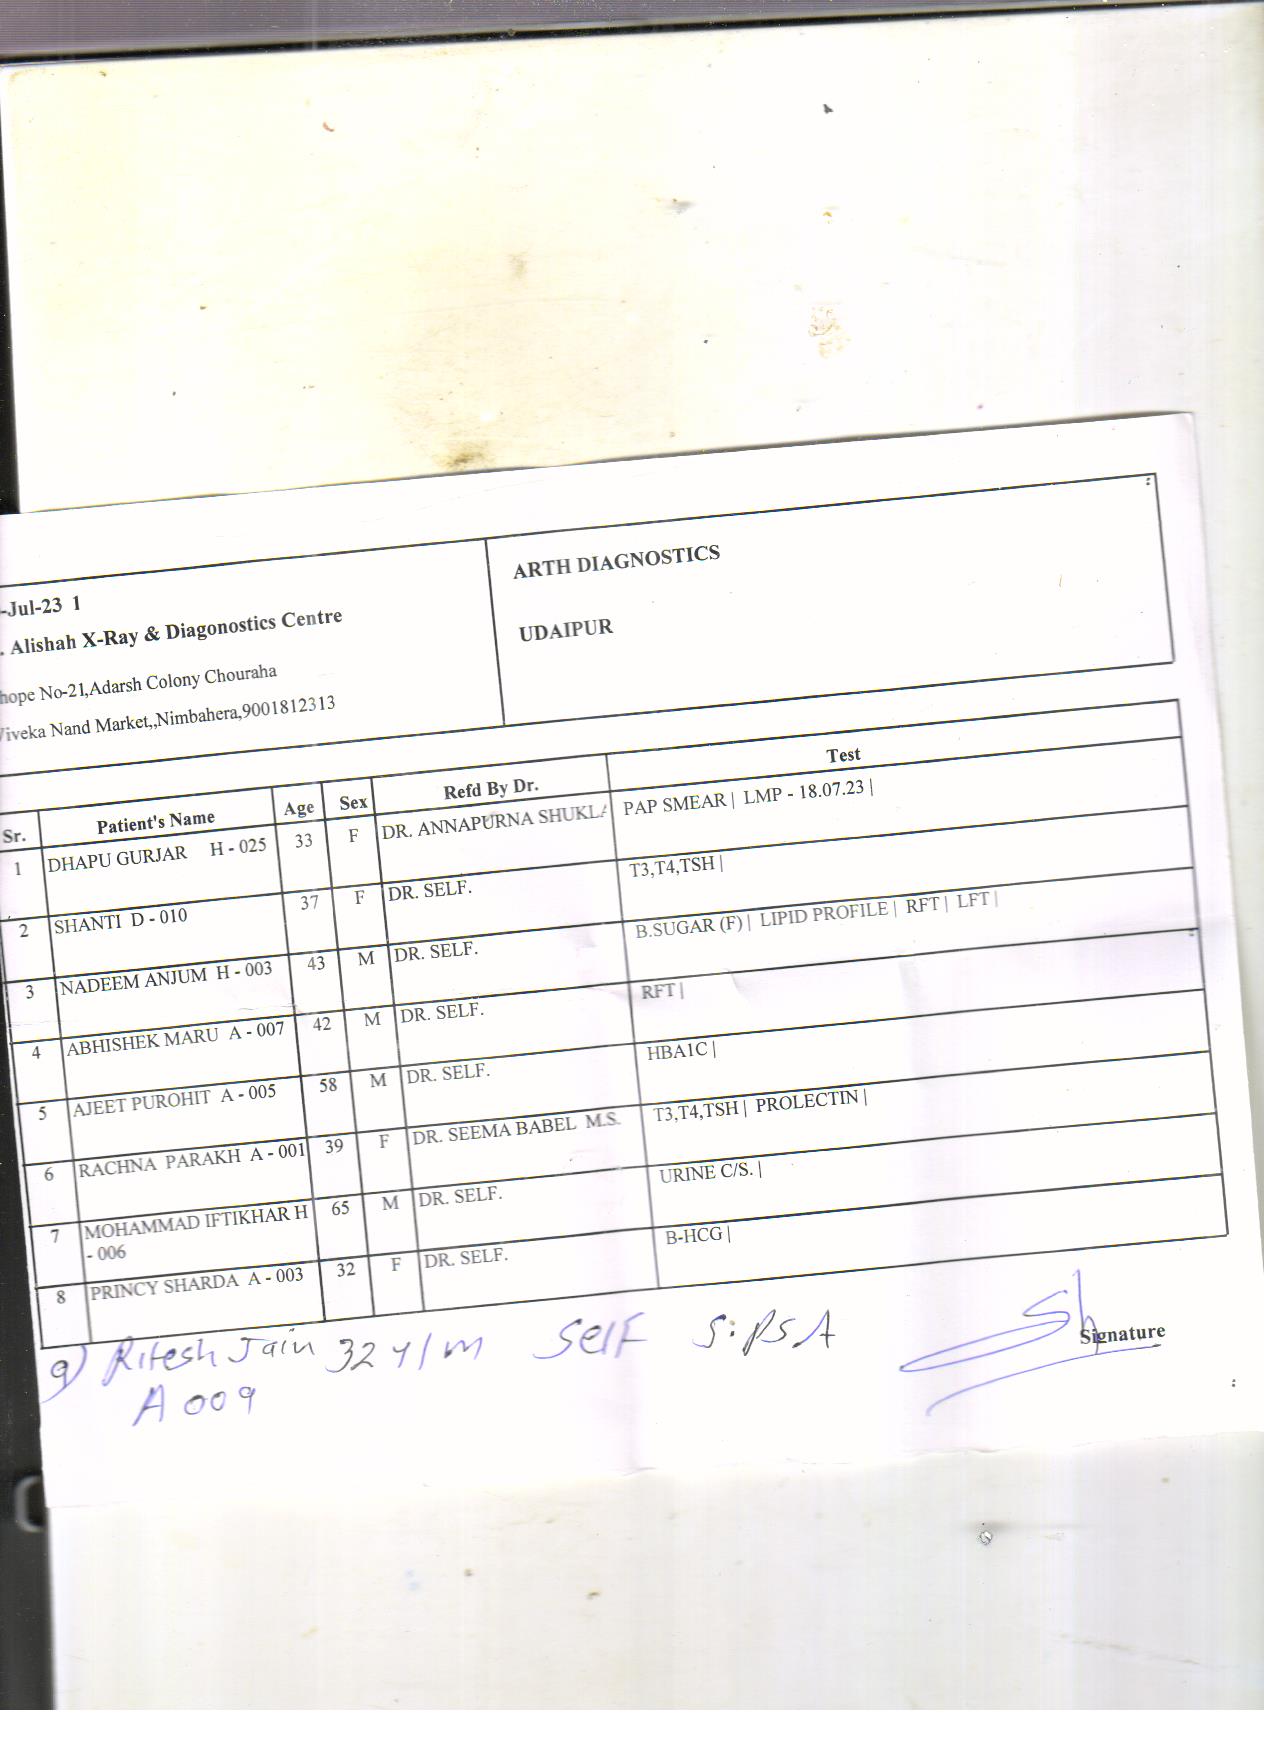 -Jul-23 1
. Alishah X-Ray & Diagonostics Centre
hope No-21,Adarsh Colony Chouraha
Viveka Nand Market,,Nimbahera,9001812313
ARTH DIAGNOSTICS
UDAIPUR
Sr. Patient's Name Age Sex Refd By Dr. Test
1 DHAPU GURJAR H - 025 33 F DR. ANNAPURNA SHUKLA PAP SMEAR | LMP - 18.07.23 |
2 SHANTI D - 010 37 F DR. SELF. T3,T4,TSH |
3 NADEEM ANJUM H - 003 43 M DR. SELF. B.SUGAR (F) | LIPID PROFILE | RFT | LFT |
4 ABHISHEK MARU A - 007 42 M DR. SELF. RFT |
5 AJEET PUROHIT A - 005 58 M DR. SELF. HBA1C |
6 RACHNA PARAKH A - 001 39 F DR. SEEMA BABEL M.S. T3,T4,TSH | PROLECTIN |
7 MOHAMMAD IFTIKHAR H 65 M DR. SELF. URINE C/S. |
- 006
8 PRINCY SHARDA A - 003 32 F DR. SELF. B-HCG |
9) Ritesh Jain 32 y/m Self S.PSA
A 009
Signature